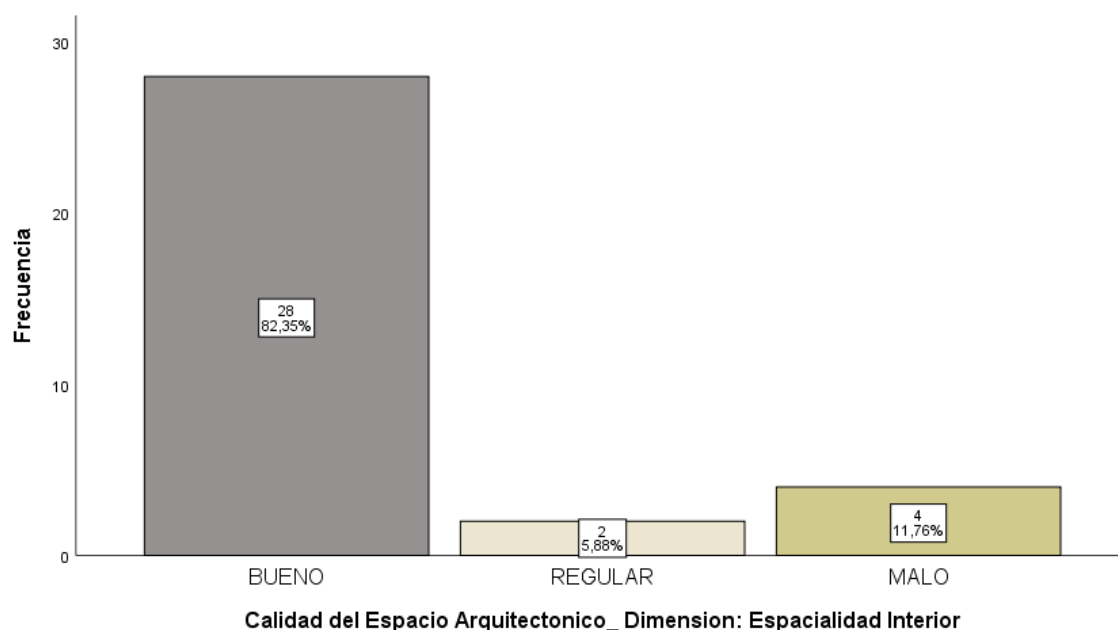 30
20
10
0
Frecuencia
28
82,35%
2
5,88%
4
11,76%
BUENO
REGULAR
MALO
Calidad del Espacio Arquitectonico_ Dimension: Espacialidad Interior